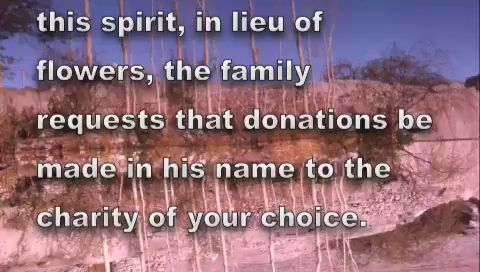 this spirit, in lieu of
flowers, the family
requests that donations be
made in his name to the
charity of your choice.